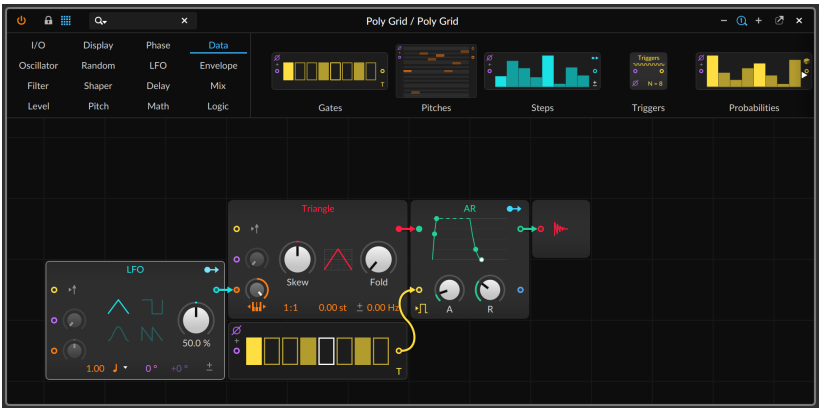 Poly Grid / Poly Grid
I/O Display Phase Data
Oscillator Random LFO Envelope
Filter Shaper Delay Mix
Level Pitch Math Logic
T
Gates
Pitches
±
Steps
Triggers
Ø N = 8
Triggers
Probabilities
LFO
50.0 %
1.00 0 ° +0 ° ±
Triangle
Skew Fold
1:1 0.00 st ± 0.00 Hz
AR
A R
Ø
+
T